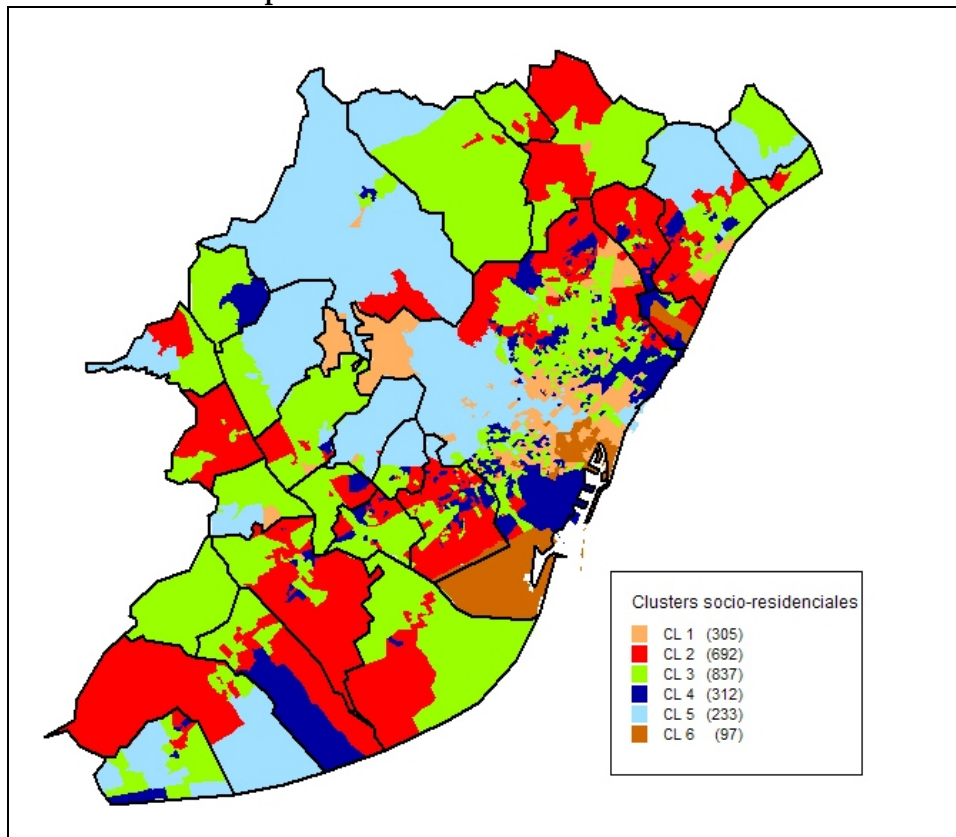 Clusters socio-residenciales
CL 1 (305)
CL 2 (692)
CL 3 (837)
CL 4 (312)
CL 5 (233)
CL 6 (97)